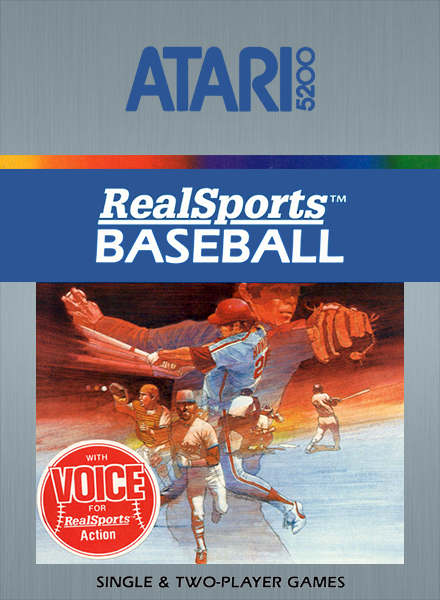 ATARI 5200
RealSports™
BASEBALL
WITH
VOICE
FOR
RealSports
Action
SINGLE & TWO-PLAYER GAMES